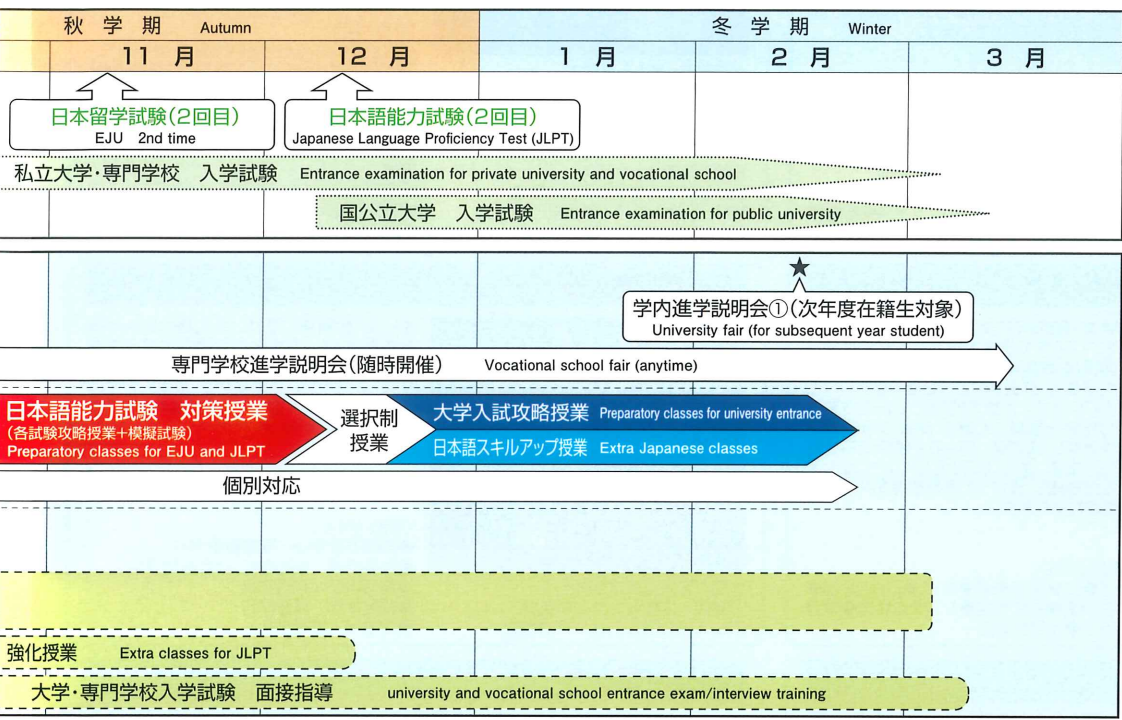 秋学期 Autumn
冬学期 Winter
11月
12月
1月
2月
3月
日本留学試験(2回目)
EJU 2nd time
日本語能力試験(2回目)
Japanese Language Proficiency Test (JLPT)
私立大学・専門学校 入学試験 Entrance examination for private university and vocational school
国公立大学 入学試験 Entrance examination for public university
学内進学説明会①(次年度在籍生対象)
University fair (for subsequent year student)
専門学校進学説明会(随時開催) Vocational school fair (anytime)
日本語能力試験 対策授業
(各試験攻略授業+模擬試験)
Preparatory classes for EJU and JLPT
選択制
授業
大学入試攻略授業 Preparatory classes for university entrance
日本語スキルアップ授業 Extra Japanese classes
個別対応
強化授業 Extra classes for JLPT
大学・専門学校入学試験 面接指導 university and vocational school entrance exam/interview training